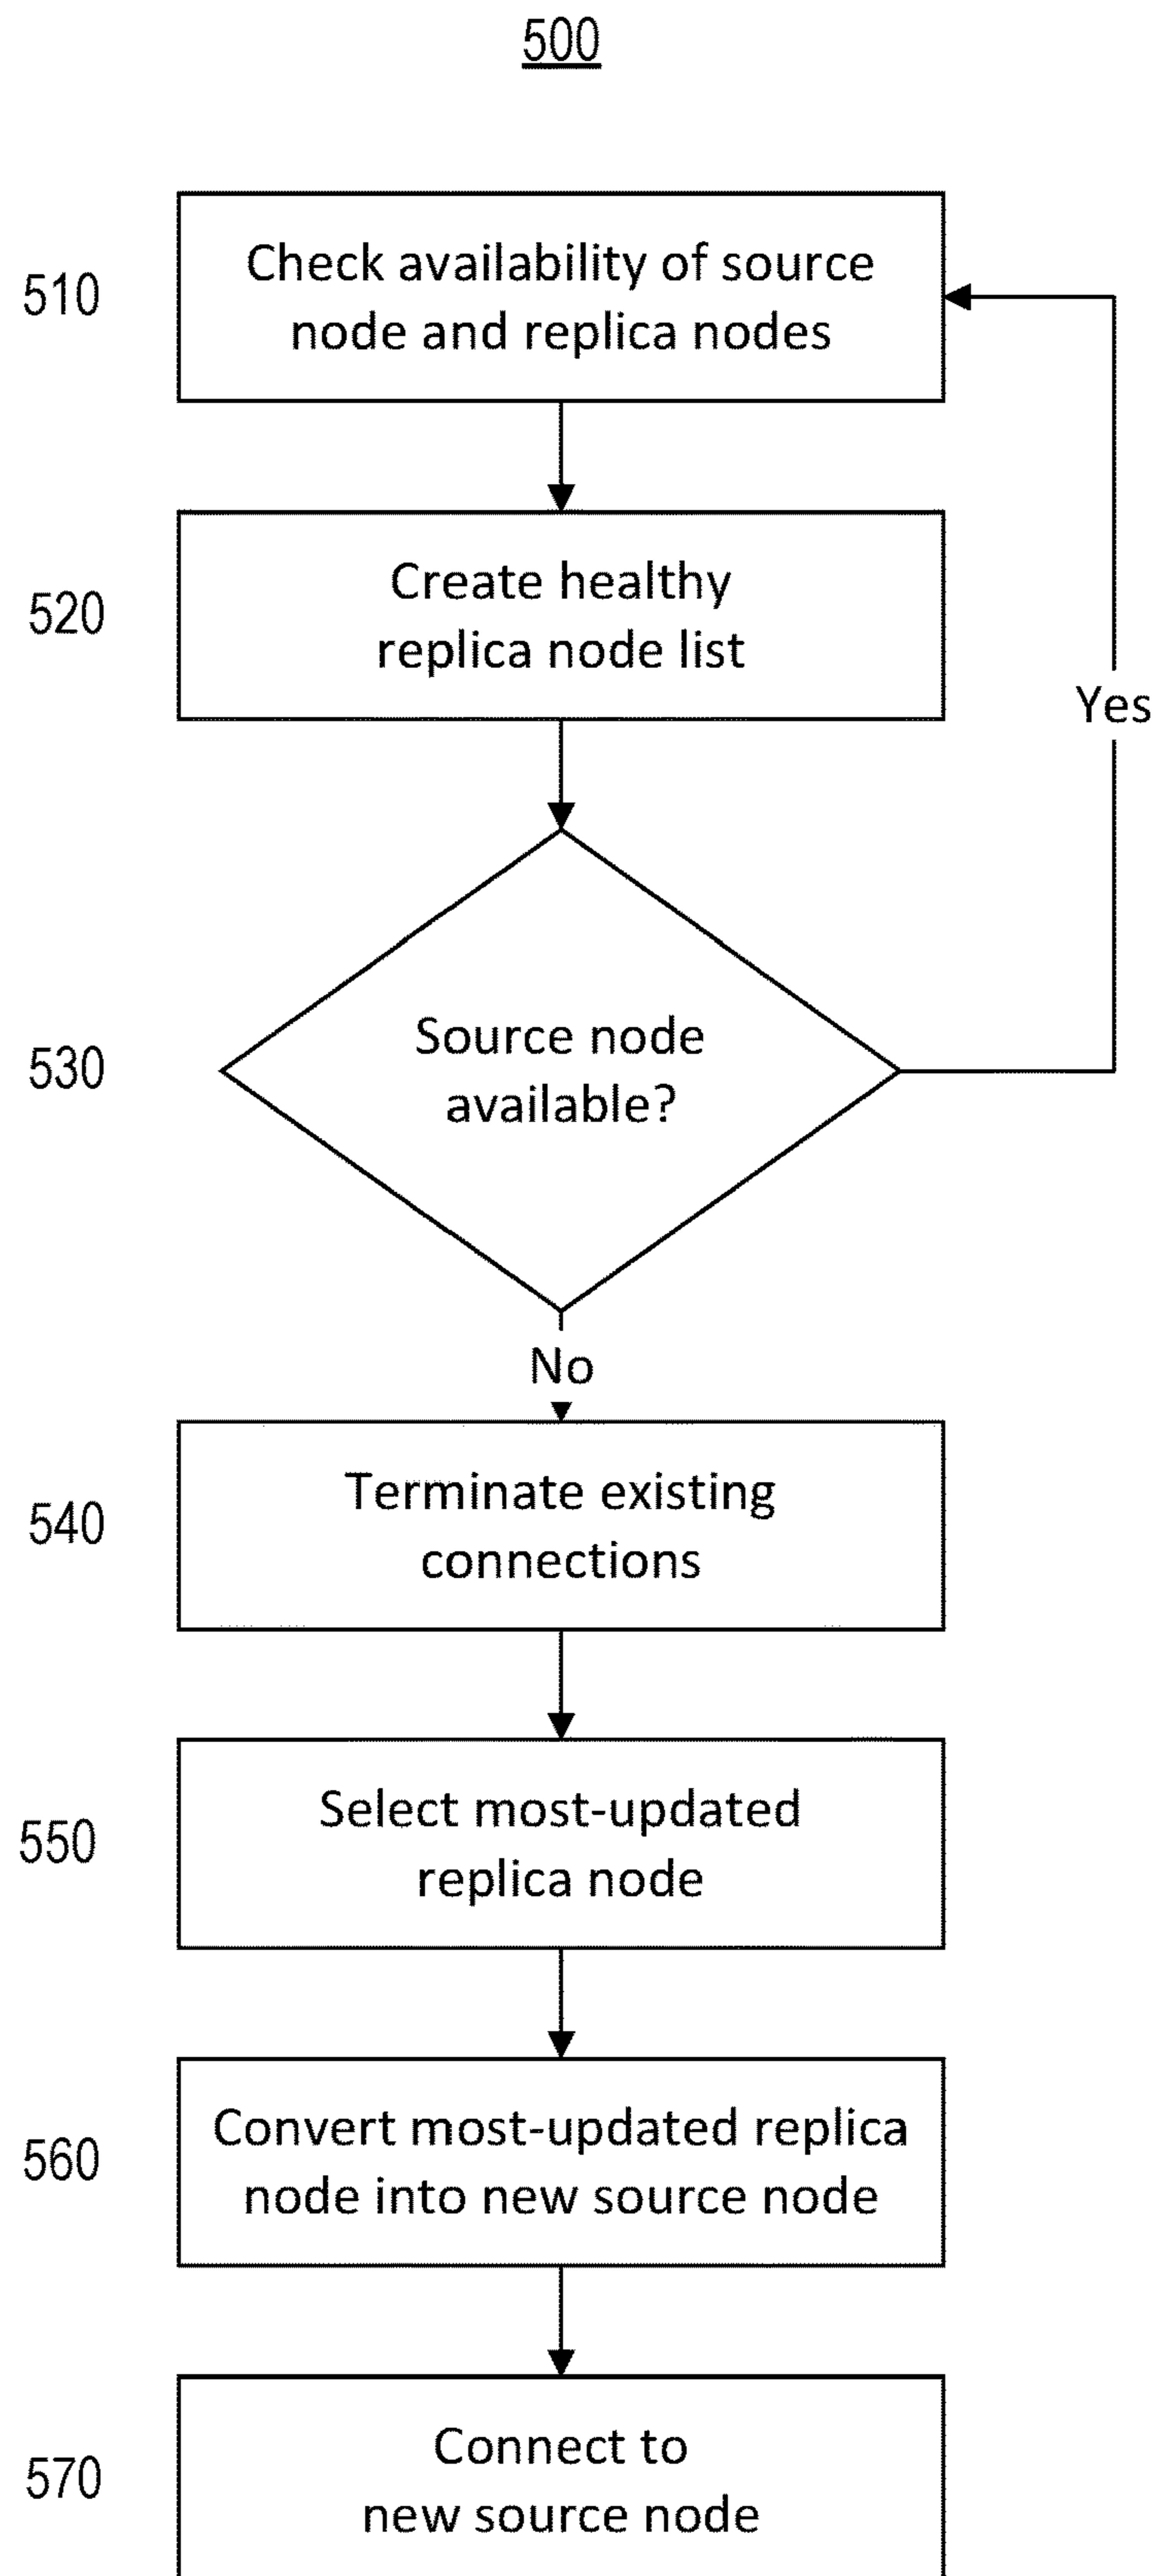 500
510
Check availability of source
node and replica nodes
520
Create healthy
replica node list
Yes
530
Source node
available?
No
540
Terminate existing
connections
550
Select most-updated
replica node
560
Convert most-updated replica
node into new source node
570
Connect to
new source node